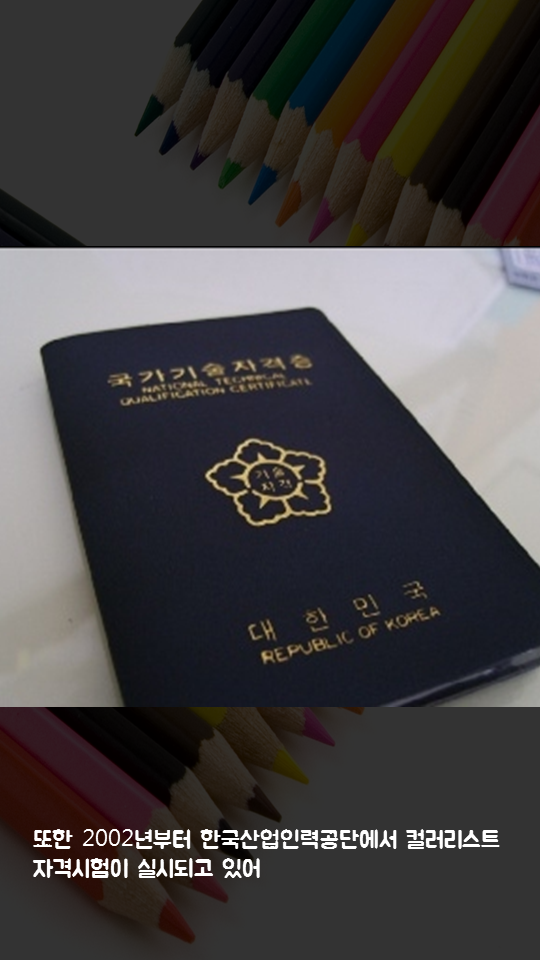 국가기술자격증
NATIONAL TECHNICAL
QUALIFICATION CERTIFICATE
기술
자격
대 한 민 국
REPUBLIC OF KOREA
또한 2002년부터 한국산업인력공단에서 컬러리스트
자격시험이 실시되고 있어